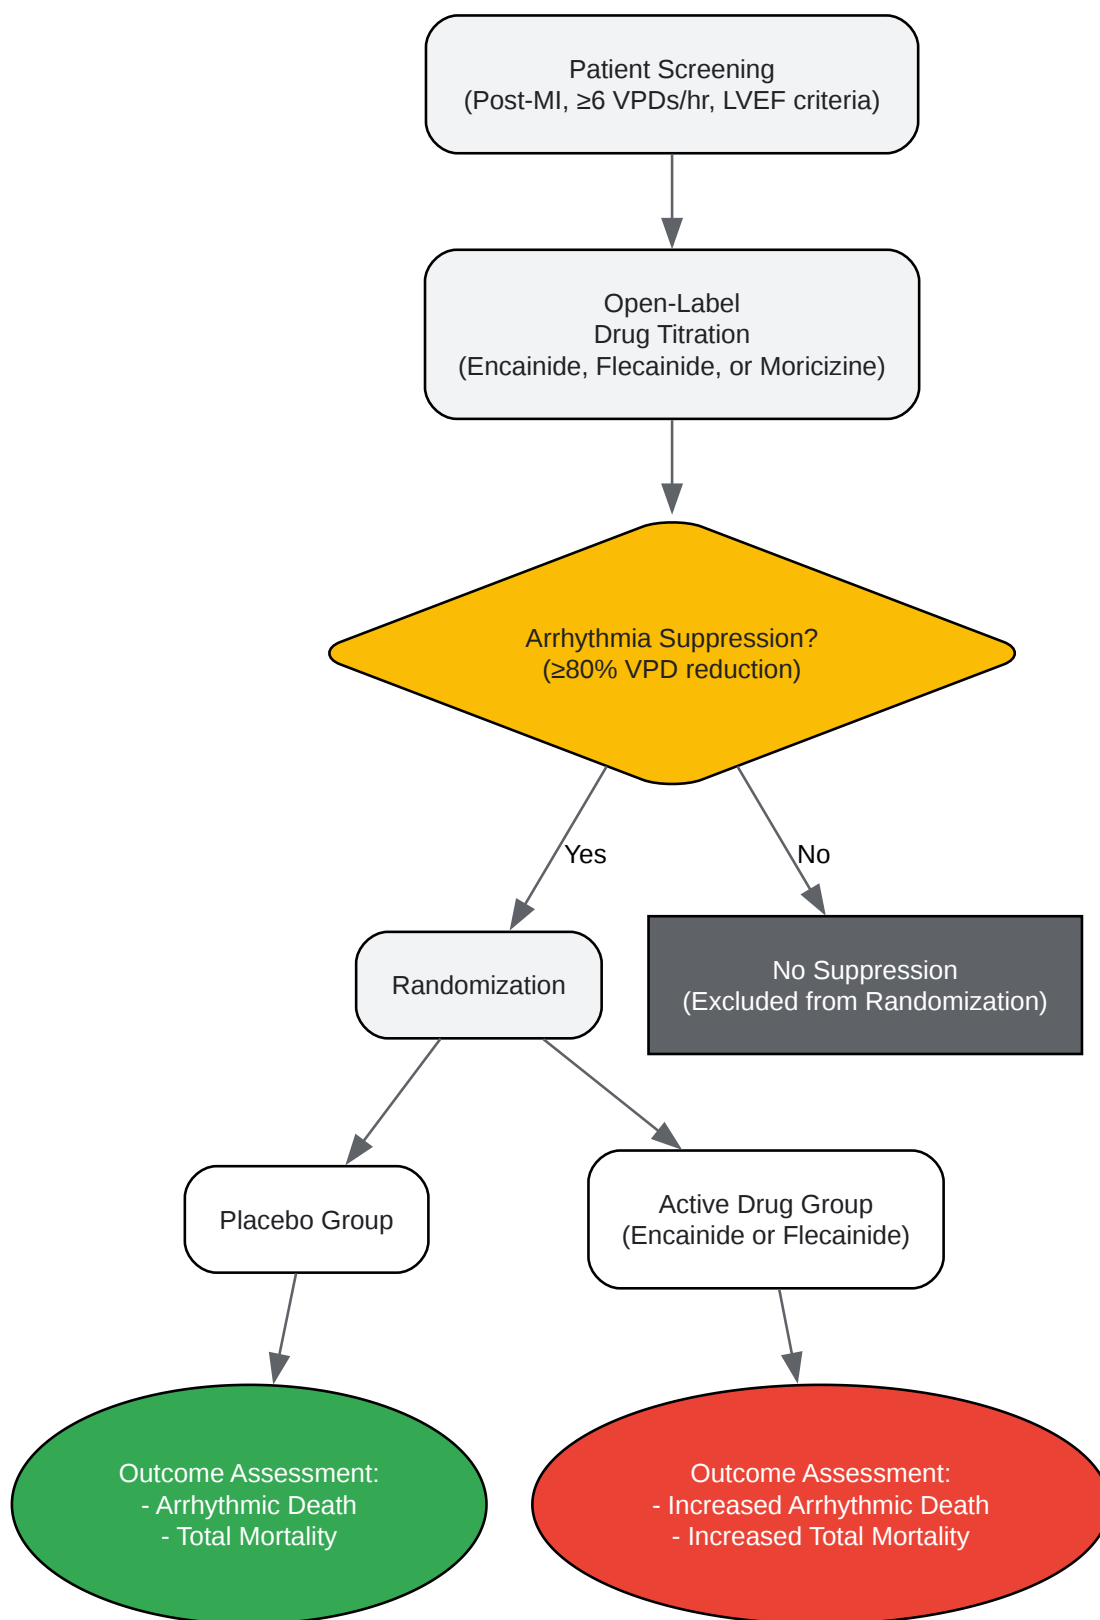 Patient Screening
(Post-MI, ≥6 VPDs/hr, LVEF criteria)
Open-Label
Drug Titration
(Encainide, Flecainide, or Moricizine)
Arrhythmia Suppression?
(≥80% VPD reduction)
Yes
No
No Suppression
(Excluded from Randomization)
Randomization
Placebo Group
Active Drug Group
(Encainide or Flecainide)
Outcome Assessment:
- Arrhythmic Death
- Total Mortality
Outcome Assessment:
- Increased Arrhythmic Death
- Increased Total Mortality